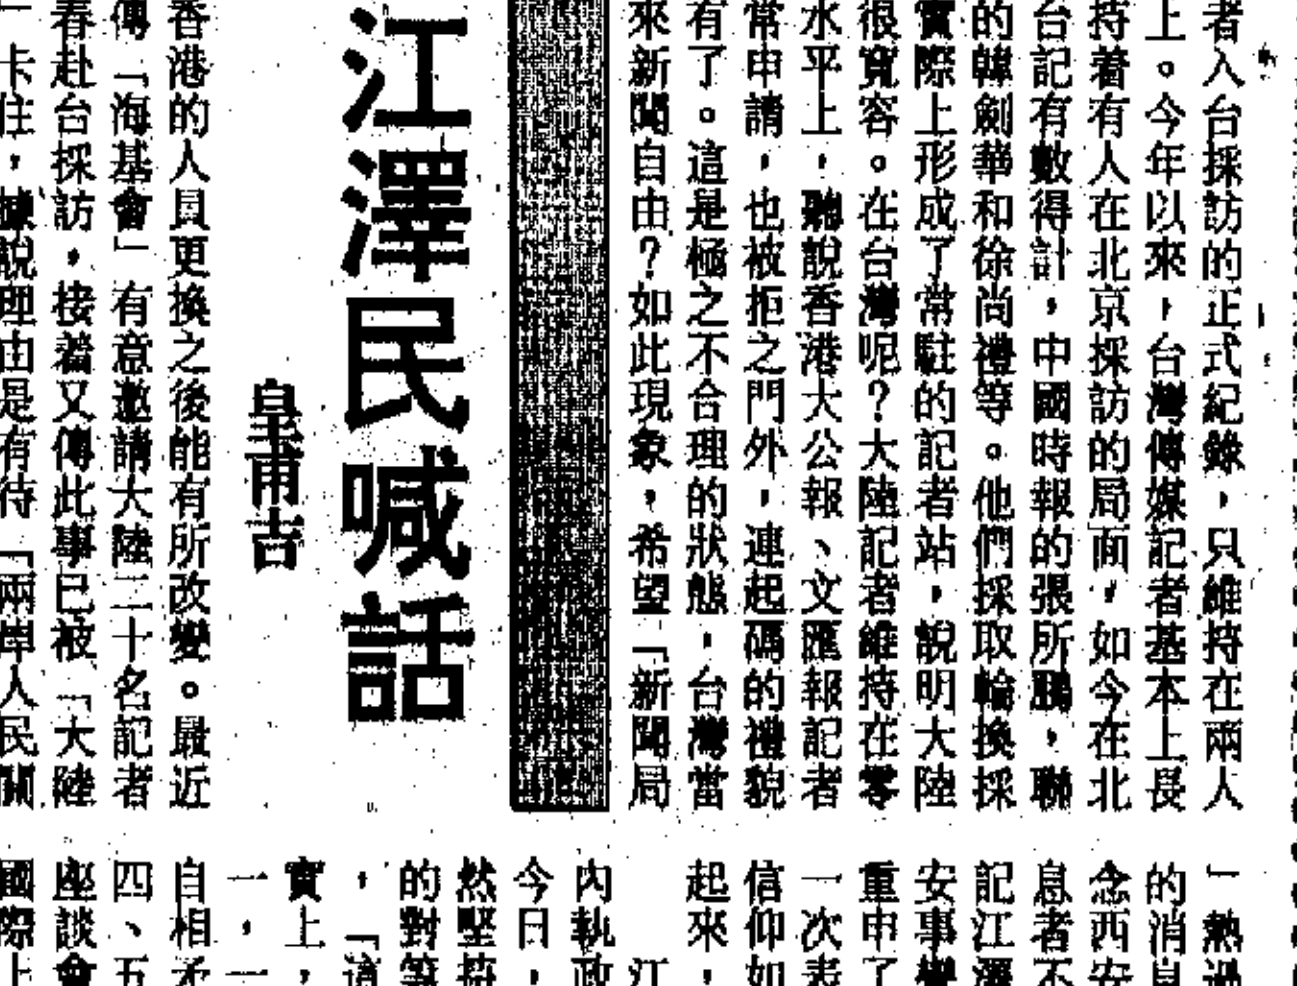 者入台採訪的正式紀錄，只維持在兩人
上。今年以來，台灣傳媒記者基本上長
持着有人在北京採訪的局面，如今在北
台記有數得計，中國時報的張所鵬，聯
的韓劍華和徐尚禮等。他們採取輪換採
實際上形成了常駐的記者站，說明大陸
很寬容。在台灣呢？大陸記者維持在零
水平上，聽說香港大公報、文匯報記者
常申請，也被拒之門外，連起碼的禮貌
有了。這是極之不合理的狀態，台灣當
來新聞自由？如此現象，希望「新聞局
江澤民喊話
皇甫吉
香港的人員更換之後能有所改變。最近
傳「海基會」有意邀請大陸二十名記者
春赴台採訪，接着又傳此事已被「大陸
」卡住，據說理由是有待「兩岸人民關
」熱過
的消息
念西安
息者不
記江澤
安事變
重申了
一次表
信仰如
起來，
江
內執政
今日，
然堅持
的對等
，「這
實上，
一，一
自相矛
四、五
座談會
國際上